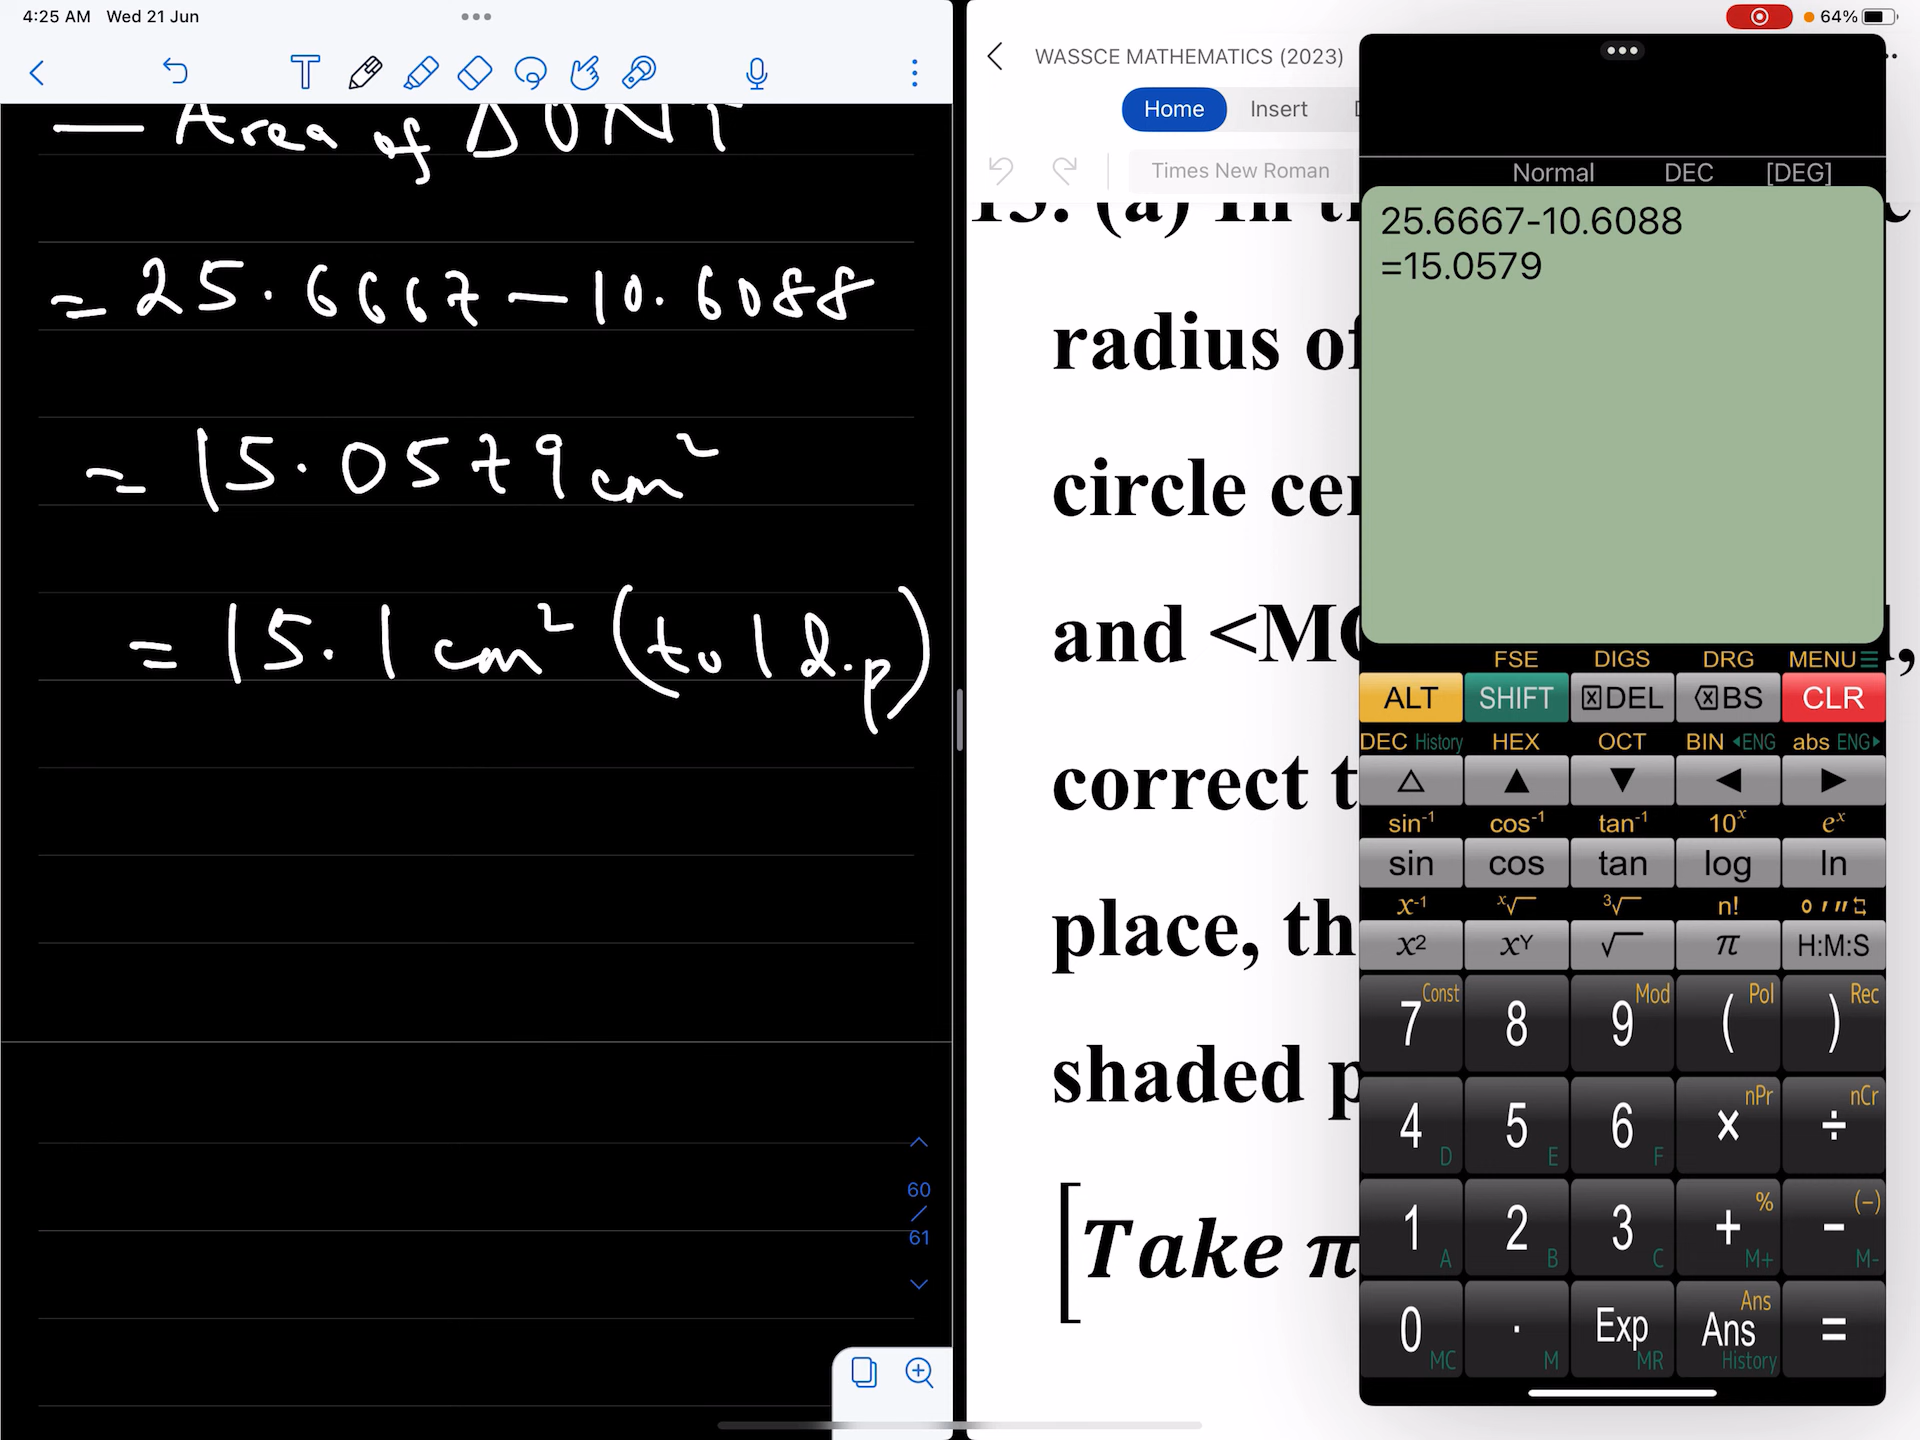 4:25 AM Wed 21 Jun
— Area of Δ ONT
= 25.6667 - 10.6088
= 15.0579 cm²
= 15.1 cm² (to 1 d.p)
60
/
61
64%
WASSCE MATHEMATICS (2023)
Home Insert
Times New Roman
13. (a) In
radius of
circle
and <M
correct
place,
shaded
[Take π
Normal DEC [DEG]
25.6667-10.6088
=15.0579
FSE DIGS DRG MENU
ALT SHIFT DEL BS CLR
DEC History HEX OCT BIN ◂ENG abs ENG▸
△ ▲ ▼ ◀ ▶
sin⁻¹ cos⁻¹ tan⁻¹ 10ˣ eˣ
sin cos tan log ln
x⁻¹ ˣ√ ³√ n! o ı ıı
x² xʸ √ π H:M:S
7 Const 8 9 Mod ( Pol ) Rec
4 D 5 E 6 F × nPr ÷ nCr
1 A 2 B 3 C + % M+ − (−) M-
0 MC . M Exp MR Ans Ans History =